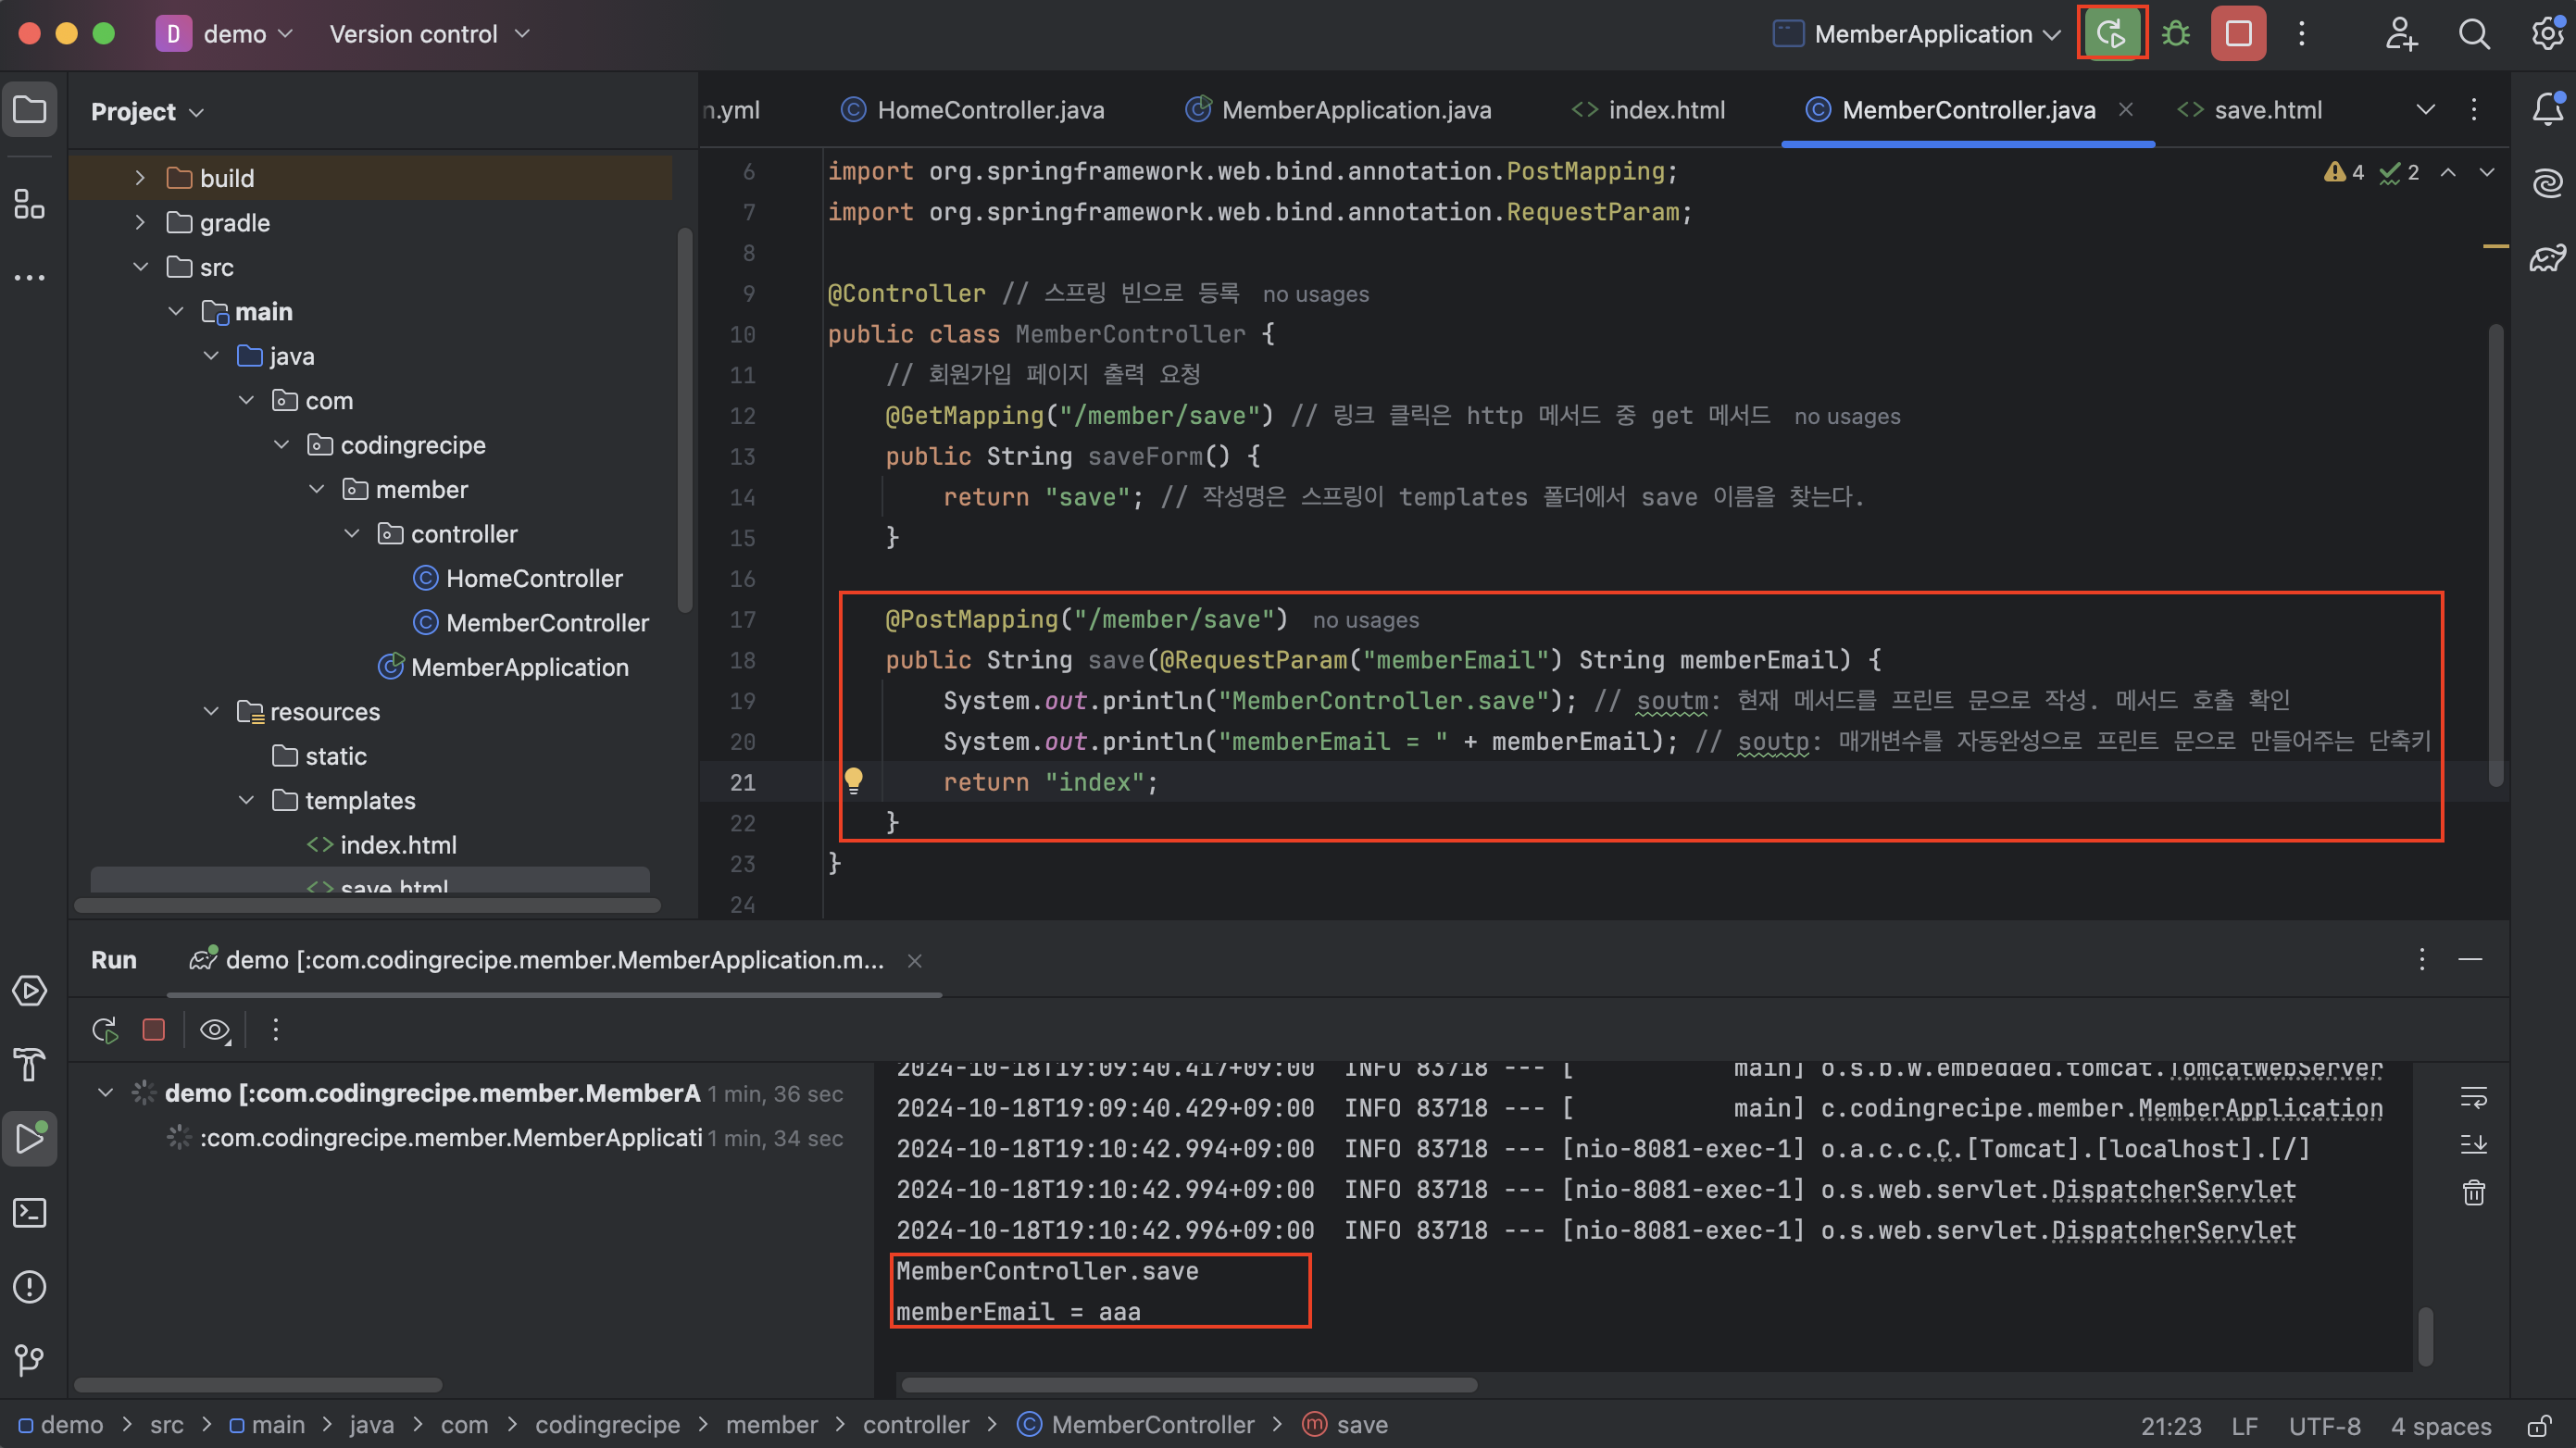 D demo Version control MemberApplication
Project
n.yml HomeController.java MemberApplication.java index.html MemberController.java save.html
build
gradle
src
main
java
com
codingrecipe
member
controller
HomeController
MemberController
MemberApplication
resources
static
templates
index.html
save.html
4 2
6 import org.springframework.web.bind.annotation.PostMapping;
7 import org.springframework.web.bind.annotation.RequestParam;
8
9 @Controller // 스프링 빈으로 등록 no usages
10 public class MemberController {
11 // 회원가입 페이지 출력 요청
12 @GetMapping("/member/save") // 링크 클릭은 http 메서드 중 get 메서드 no usages
13 public String saveForm() {
14 return "save"; // 작성명은 스프링이 templates 폴더에서 save 이름을 찾는다.
15 }
16
17 @PostMapping("/member/save") no usages
18 public String save(@RequestParam("memberEmail") String memberEmail) {
19 System.out.println("MemberController.save"); // soutm: 현재 메서드를 프린트 문으로 작성. 메서드 호출 확인
20 System.out.println("memberEmail = " + memberEmail); // soutp: 매개변수를 자동완성으로 프린트 문으로 만들어주는 단축키
21 return "index";
22 }
23 }
24
Run demo [:com.codingrecipe.member.MemberApplication.m...
demo [:com.codingrecipe.member.MemberA 1 min, 36 sec
:com.codingrecipe.member.MemberApplicati 1 min, 34 sec
2024-10-18T19:09:40.417+09:00 INFO 83718 --- [ main] o.s.b.w.embedded.tomcat.TomcatWebServer
2024-10-18T19:09:40.429+09:00 INFO 83718 --- [ main] c.codingrecipe.member.MemberApplication
2024-10-18T19:10:42.994+09:00 INFO 83718 --- [nio-8081-exec-1] o.a.c.c.C.[Tomcat].[localhost].[/]
2024-10-18T19:10:42.994+09:00 INFO 83718 --- [nio-8081-exec-1] o.s.web.servlet.DispatcherServlet
2024-10-18T19:10:42.996+09:00 INFO 83718 --- [nio-8081-exec-1] o.s.web.servlet.DispatcherServlet
MemberController.save
memberEmail = aaa
demo > src > main > java > com > codingrecipe > member > controller > MemberController > save 21:23 LF UTF-8 4 spaces